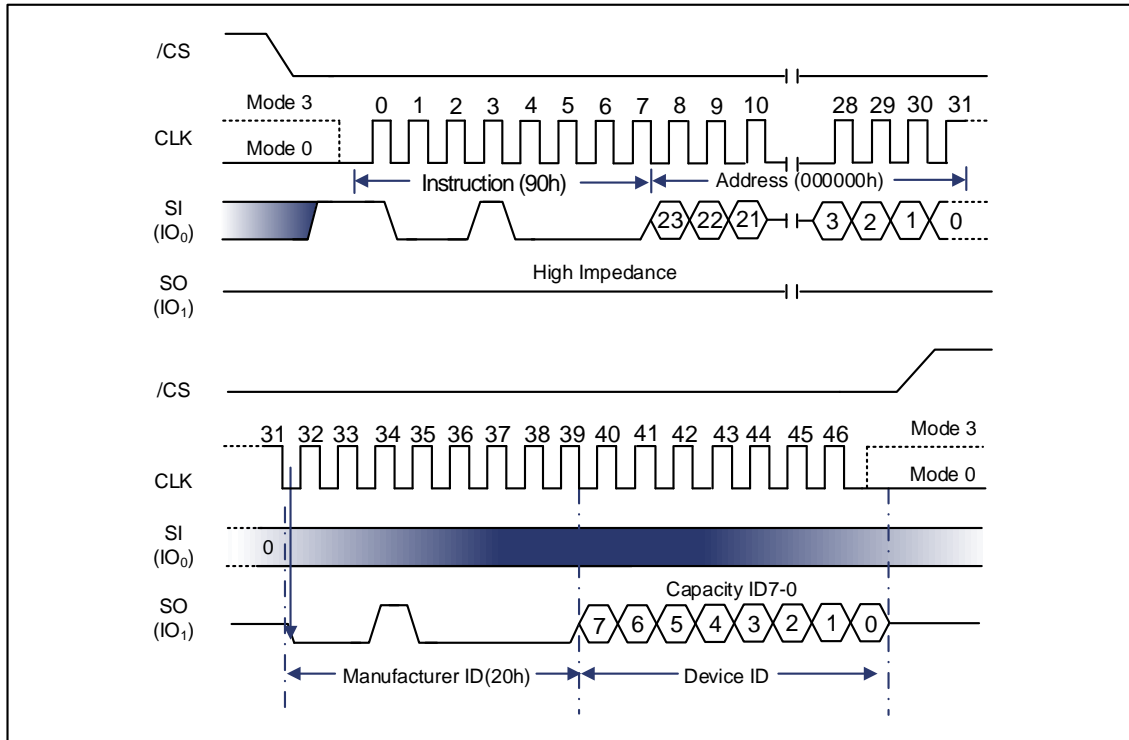 /CS
Mode 3
0 1 2 3 4 5 6 7 8 9 10 28 29 30 31
CLK
Mode 0
Instruction (90h)
Address (000000h)
SI
(IO₀)
23 22 21 3 2 1 0
High Impedance
SO
(IO₁)
/CS
31 32 33 34 35 36 37 38 39 40 41 42 43 44 45 46
Mode 3
CLK
Mode 0
SI
(IO₀)
0
Capacity ID7-0
SO
(IO₁)
7 6 5 4 3 2 1 0
Manufacturer ID(20h)
Device ID